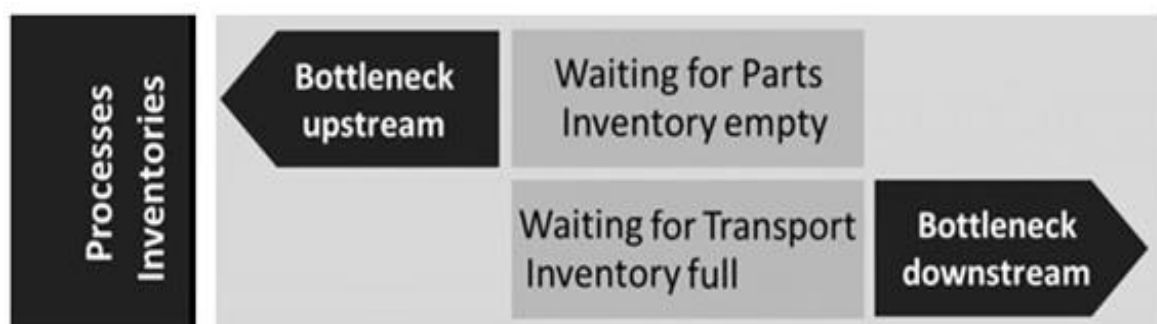 Processes
Inventories
Bottleneck
upstream
Waiting for Parts
Inventory empty
Waiting for Transport
Inventory full
Bottleneck
downstream